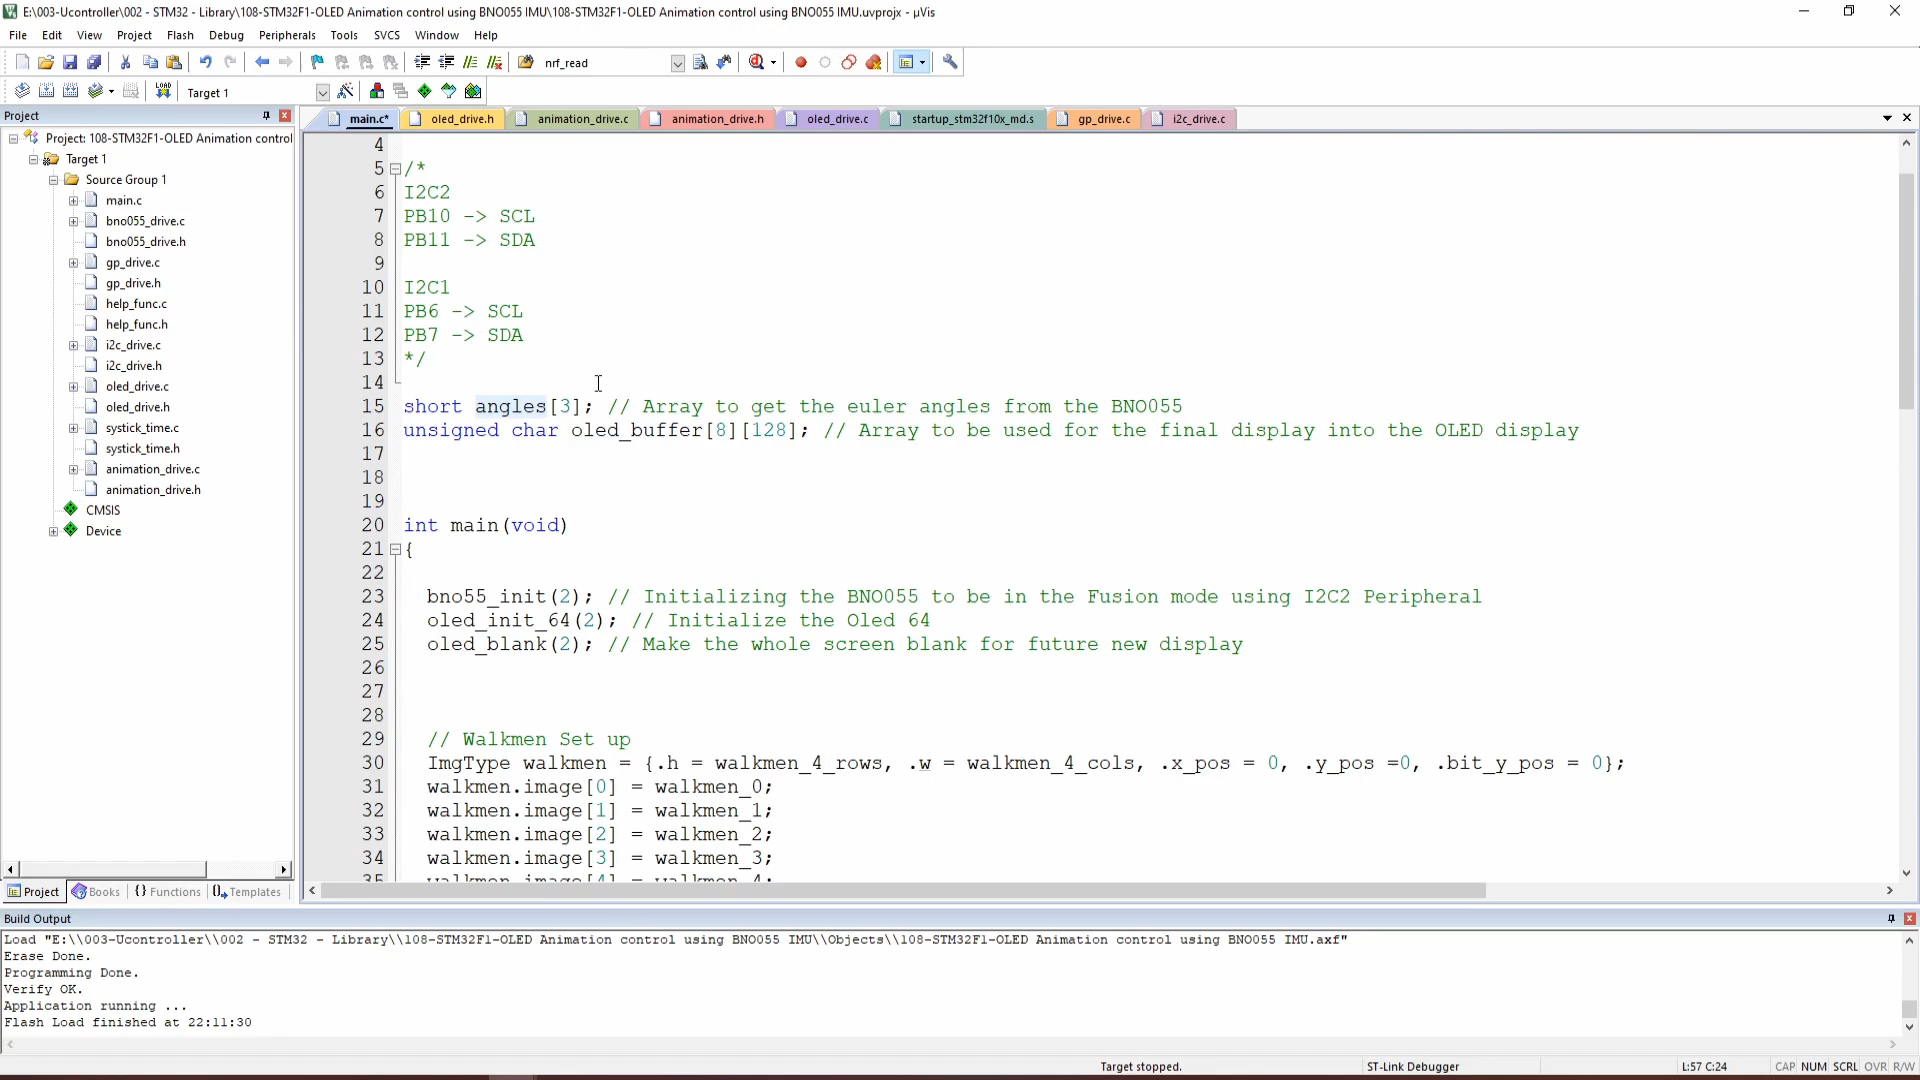 E:\003-Ucontroller\002 - STM32 - Library\108-STM32F1-OLED Animation control using BNO055 IMU\108-STM32F1-OLED Animation control using BNO055 IMU.uvprojx - µVis
File Edit View Project Flash Debug Peripherals Tools SVCS Window Help
nrf_read
LOAD Target 1
Project
main.c* oled_drive.h animation_drive.c animation_drive.h oled_drive.c startup_stm32f10x_md.s gp_drive.c i2c_drive.c
Project: 108-STM32F1-OLED Animation control
Target 1
Source Group 1
main.c
bno055_drive.c
bno055_drive.h
gp_drive.c
gp_drive.h
help_func.c
help_func.h
i2c_drive.c
i2c_drive.h
oled_drive.c
oled_drive.h
systick_time.c
systick_time.h
animation_drive.c
animation_drive.h
CMSIS
Device
Project Books {} Functions Templates
4
5 /*
6 I2C2
7 PB10 -> SCL
8 PB11 -> SDA
9
10 I2C1
11 PB6 -> SCL
12 PB7 -> SDA
13 */
14
15 short angles[3]; // Array to get the euler angles from the BNO055
16 unsigned char oled_buffer[8][128]; // Array to be used for the final display into the OLED display
17
18
19
20 int main(void)
21 {
22
23 bno55_init(2); // Initializing the BNO055 to be in the Fusion mode using I2C2 Peripheral
24 oled_init_64(2); // Initialize the Oled 64
25 oled_blank(2); // Make the whole screen blank for future new display
26
27
28
29 // Walkmen Set up
30 ImgType walkmen = {.h = walkmen_4_rows, .w = walkmen_4_cols, .x_pos = 0, .y_pos =0, .bit_y_pos = 0};
31 walkmen.image[0] = walkmen_0;
32 walkmen.image[1] = walkmen_1;
33 walkmen.image[2] = walkmen_2;
34 walkmen.image[3] = walkmen_3;
35 walkmen.image[4] = walkmen_4;
Build Output
Load "E:\\003-Ucontroller\\002 - STM32 - Library\\108-STM32F1-OLED Animation control using BNO055 IMU\\Objects\\108-STM32F1-OLED Animation control using BNO055 IMU.axf"
Erase Done.
Programming Done.
Verify OK.
Application running ...
Flash Load finished at 22:11:30
Target stopped. ST-Link Debugger L:57 C:24 CAP NUM SCRL OVR R/W